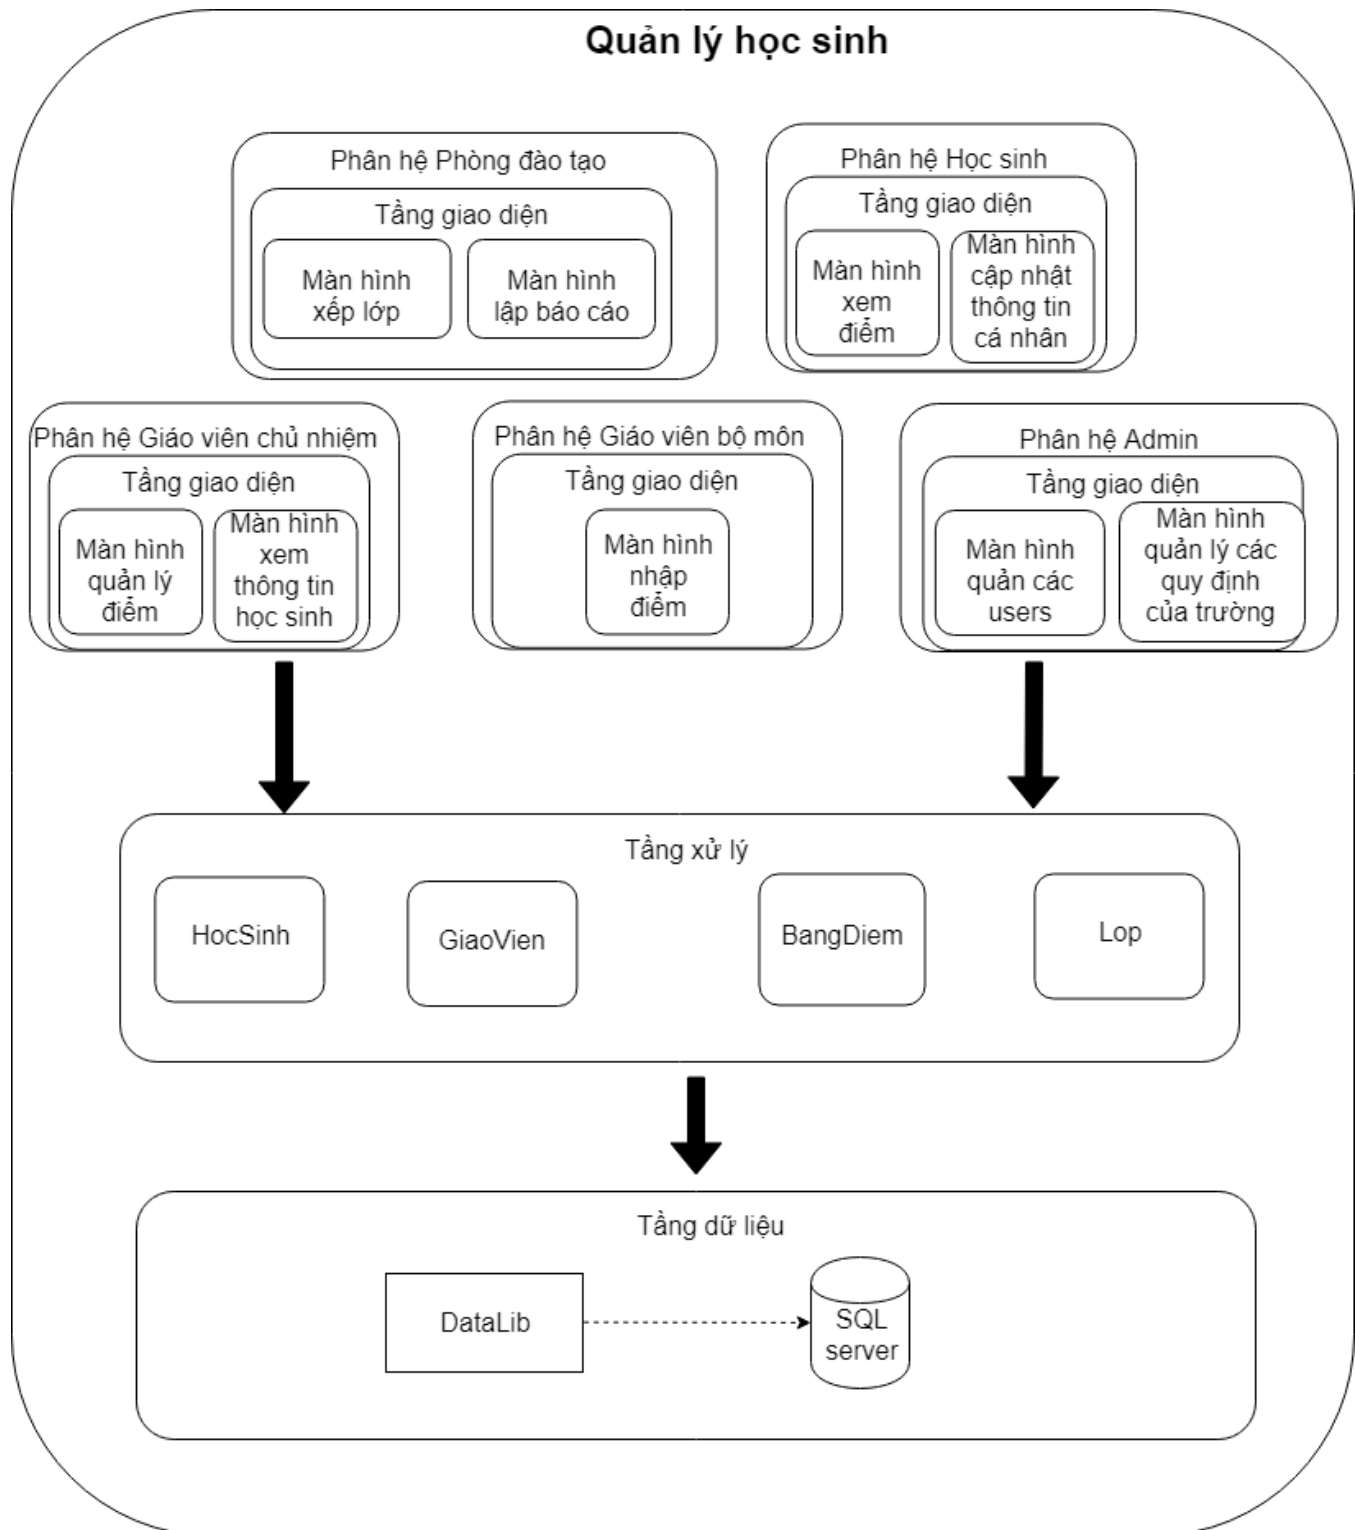 Quản lý học sinh
Phân hệ Phòng đào tạo
Tầng giao diện
Màn hình
xếp lớp
Màn hình
lập báo cáo
Phân hệ Học sinh
Tầng giao diện
Màn hình
xem
điểm
Màn hình
cập nhật
thông tin
cá nhân
Phân hệ Giáo viên chủ nhiệm
Tầng giao diện
Màn hình
quản lý
điểm
Màn hình
xem
thông tin
học sinh
Phân hệ Giáo viên bộ môn
Tầng giao diện
Màn hình
nhập
điểm
Phân hệ Admin
Tầng giao diện
Màn hình
quản các
users
Màn hình
quản lý các
quy định
của trường
Tầng xử lý
HocSinh
GiaoVien
BangDiem
Lop
Tầng dữ liệu
DataLib
SQL
server